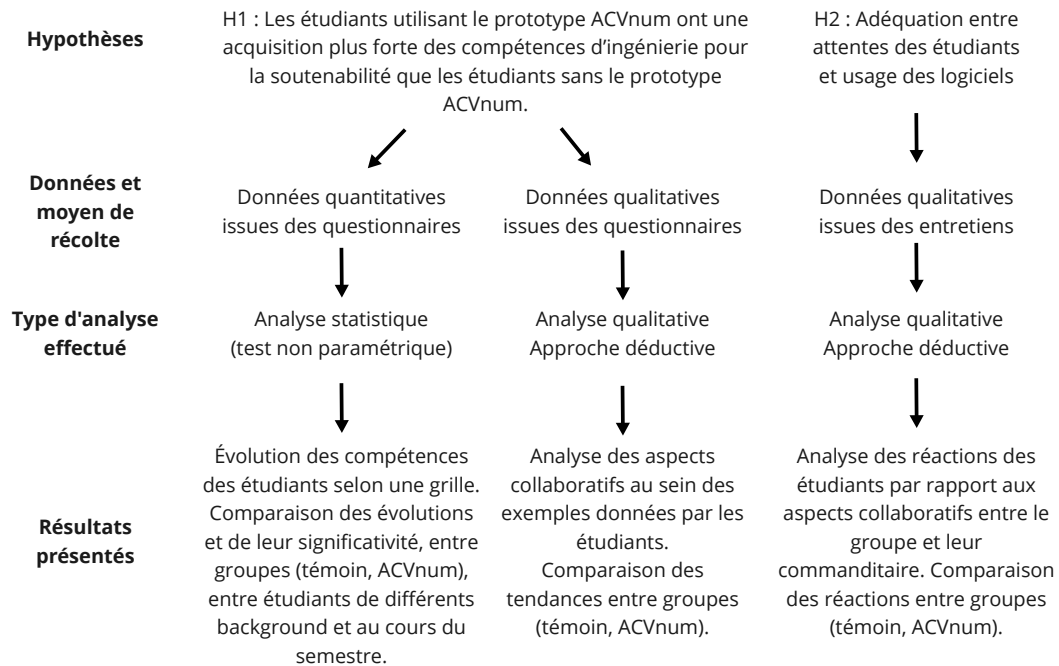 Hypothèses
H1 : Les étudiants utilisant le prototype ACVnum ont une
acquisition plus forte des compétences d'ingénierie pour
la soutenabilité que les étudiants sans le prototype
ACVnum.
H2 : Adéquation entre
attentes des étudiants
et usage des logiciels
Données et
moyen de
récolte
Données quantitatives
issues des questionnaires
Données qualitatives
issues des questionnaires
Données qualitatives
issues des entretiens
Type d'analyse
effectué
Analyse statistique
(test non paramétrique)
Analyse qualitative
Approche déductive
Analyse qualitative
Approche déductive
Résultats
présentés
Évolution des compétences
des étudiants selon une grille.
Comparaison des évolutions
et de leur significativité, entre
groupes (témoin, ACVnum),
entre étudiants de différents
background et au cours du
semestre.
Analyse des aspects
collaboratifs au sein des
exemples données par les
étudiants.
Comparaison des
tendances entre groupes
(témoin, ACVnum).
Analyse des réactions des
étudiants par rapport aux
aspects collaboratifs entre le
groupe et leur
commanditaire. Comparaison
des réactions entre groupes
(témoin, ACVnum).